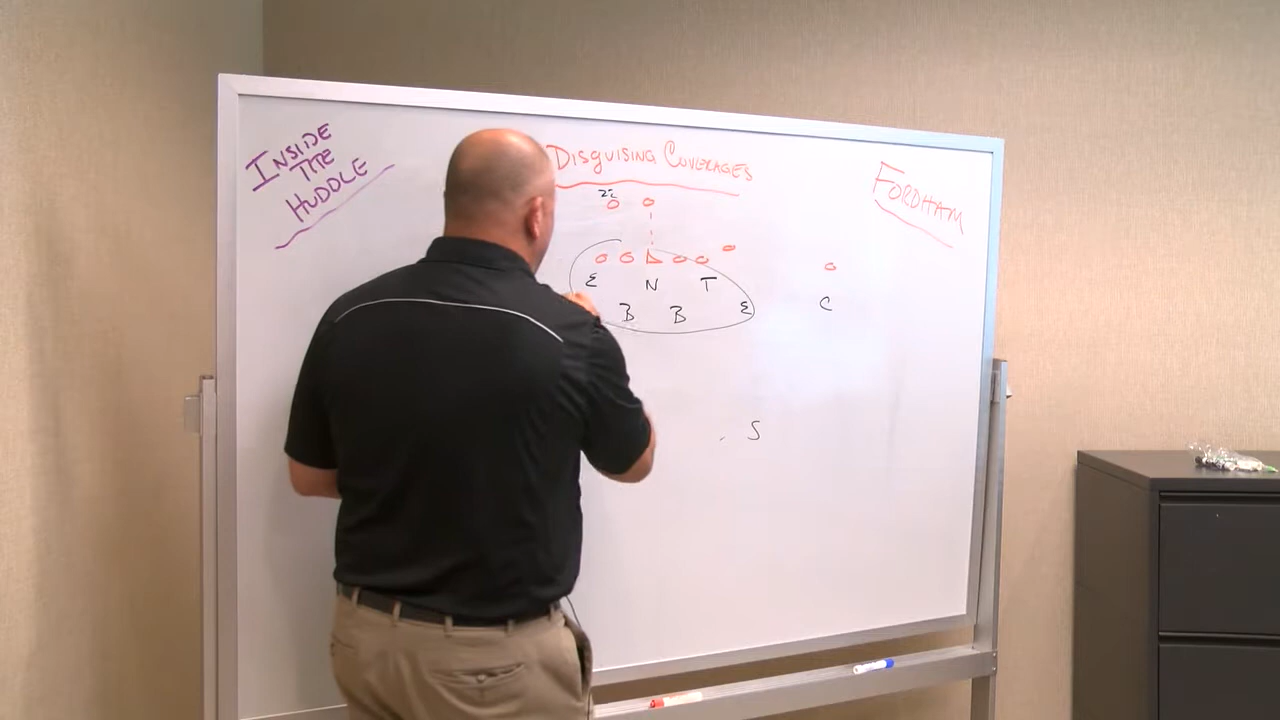 INSIDE
THE
HUDDLE
DISGUISING COVERAGES
FORDHAM
E N T
B B E
C
S